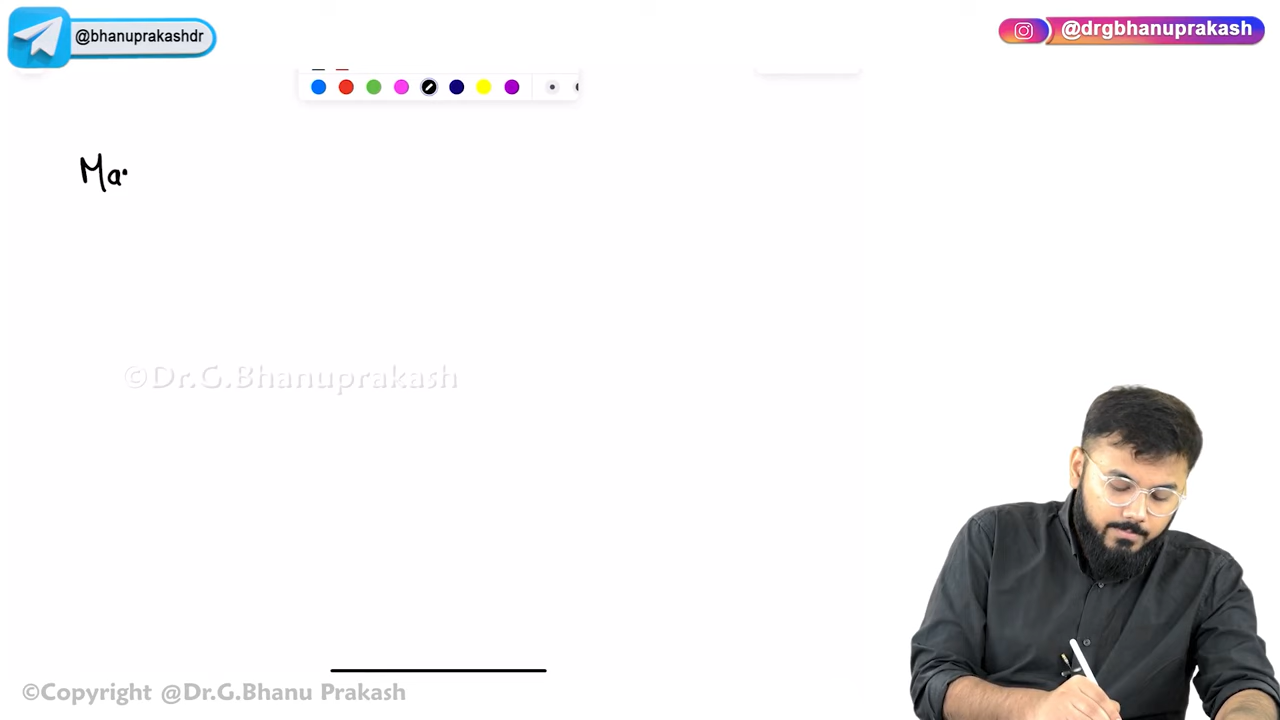 @bhanuprakashdr
@drgbhanuprakash
Ma
©Dr.G.Bhanuprakash
©Copyright @Dr.G.Bhanu Prakash